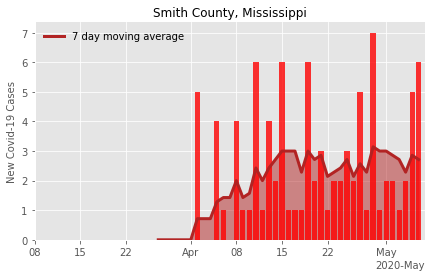 Smith County, Mississippi
7 day moving average
New Covid-19 Cases
7
6
5
4
3
2
1
0
08 15 22 Apr 08 15 22 May
2020-May